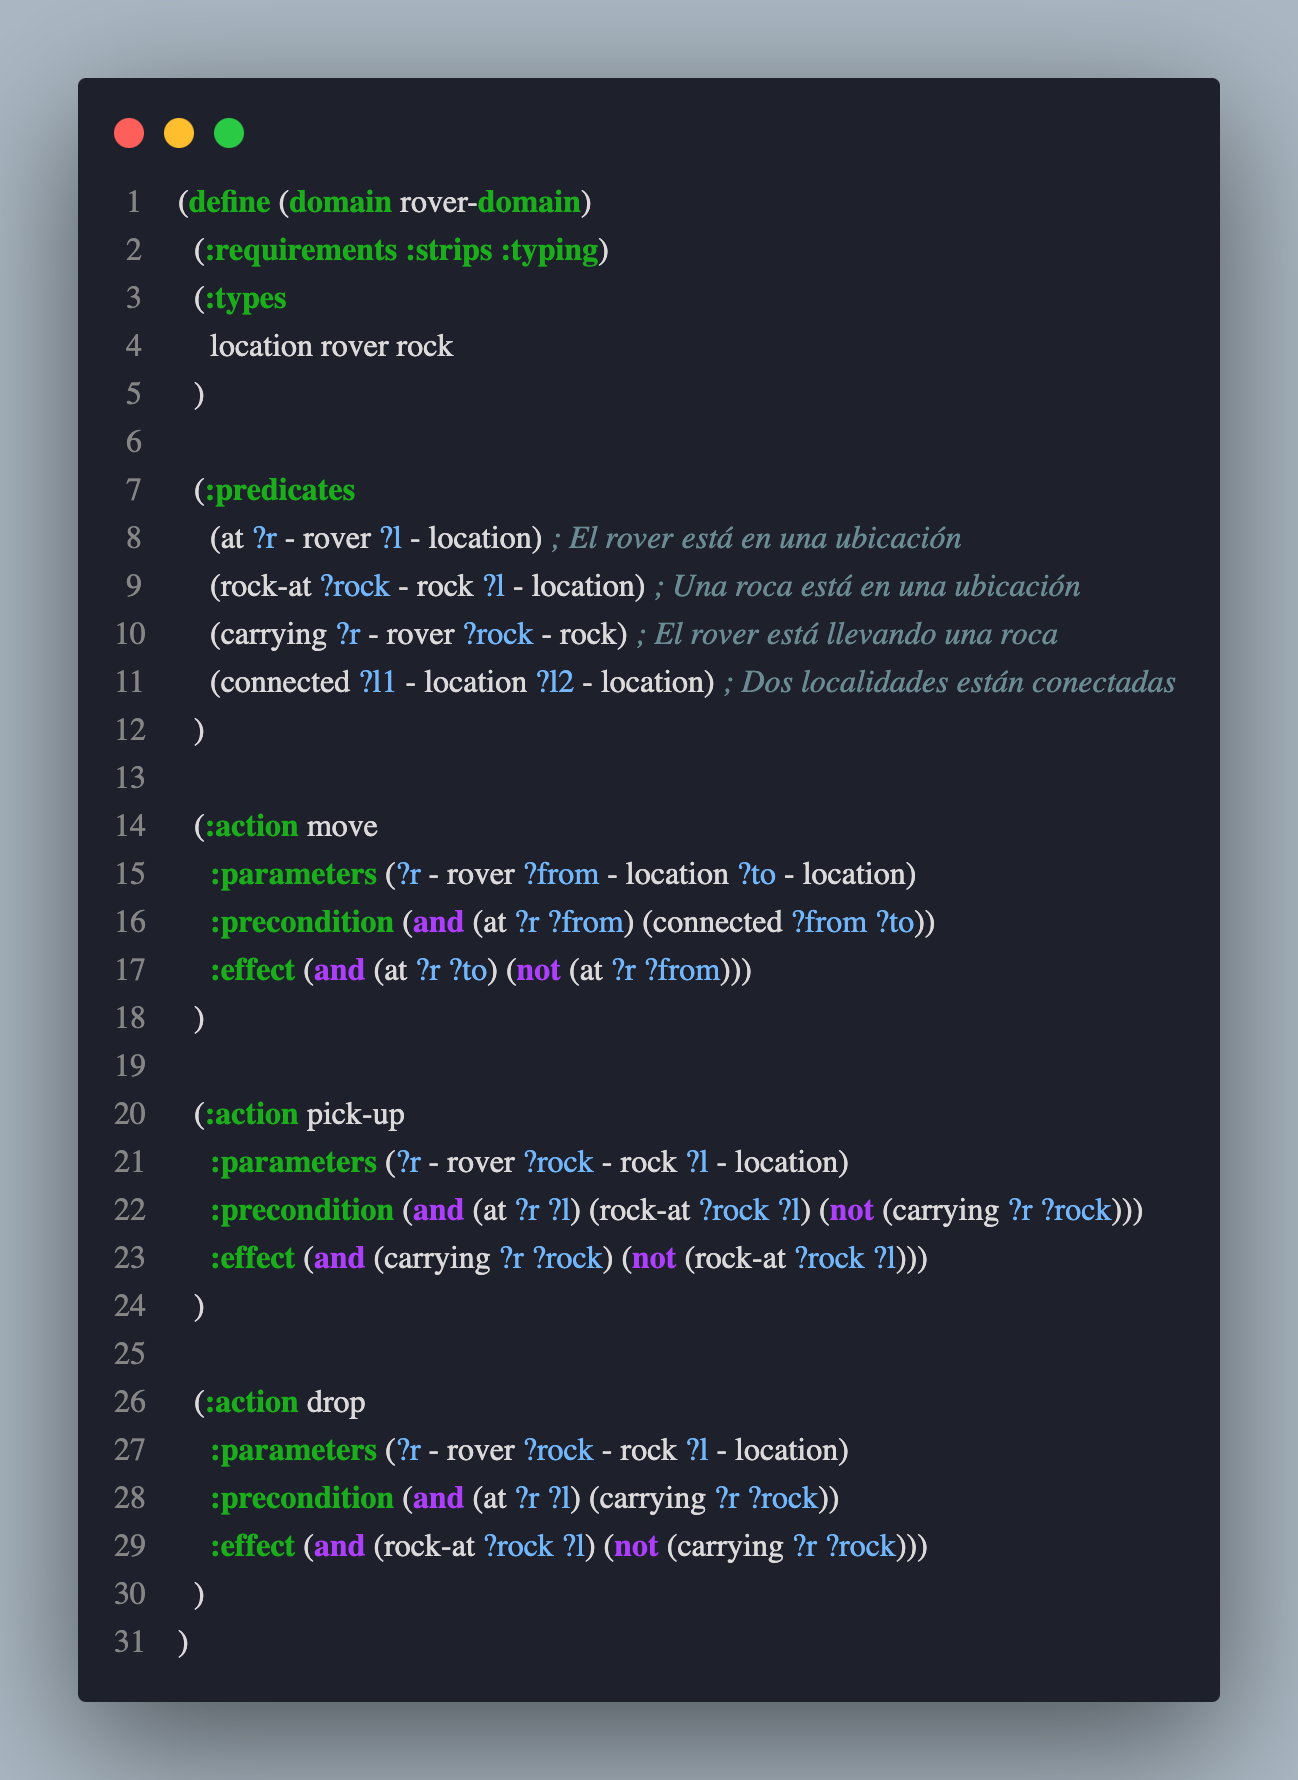 1 (define (domain rover-domain)
2 (:requirements :strips :typing)
3 (:types
4 location rover rock
5 )
6
7 (:predicates
8 (at ?r - rover ?l - location) ; El rover está en una ubicación
9 (rock-at ?rock - rock ?l - location) ; Una roca está en una ubicación
10 (carrying ?r - rover ?rock - rock) ; El rover está llevando una roca
11 (connected ?l1 - location ?l2 - location) ; Dos localidades están conectadas
12 )
13
14 (:action move
15 :parameters (?r - rover ?from - location ?to - location)
16 :precondition (and (at ?r ?from) (connected ?from ?to))
17 :effect (and (at ?r ?to) (not (at ?r ?from)))
18 )
19
20 (:action pick-up
21 :parameters (?r - rover ?rock - rock ?l - location)
22 :precondition (and (at ?r ?l) (rock-at ?rock ?l) (not (carrying ?r ?rock)))
23 :effect (and (carrying ?r ?rock) (not (rock-at ?rock ?l)))
24 )
25
26 (:action drop
27 :parameters (?r - rover ?rock - rock ?l - location)
28 :precondition (and (at ?r ?l) (carrying ?r ?rock))
29 :effect (and (rock-at ?rock ?l) (not (carrying ?r ?rock)))
30 )
31 )